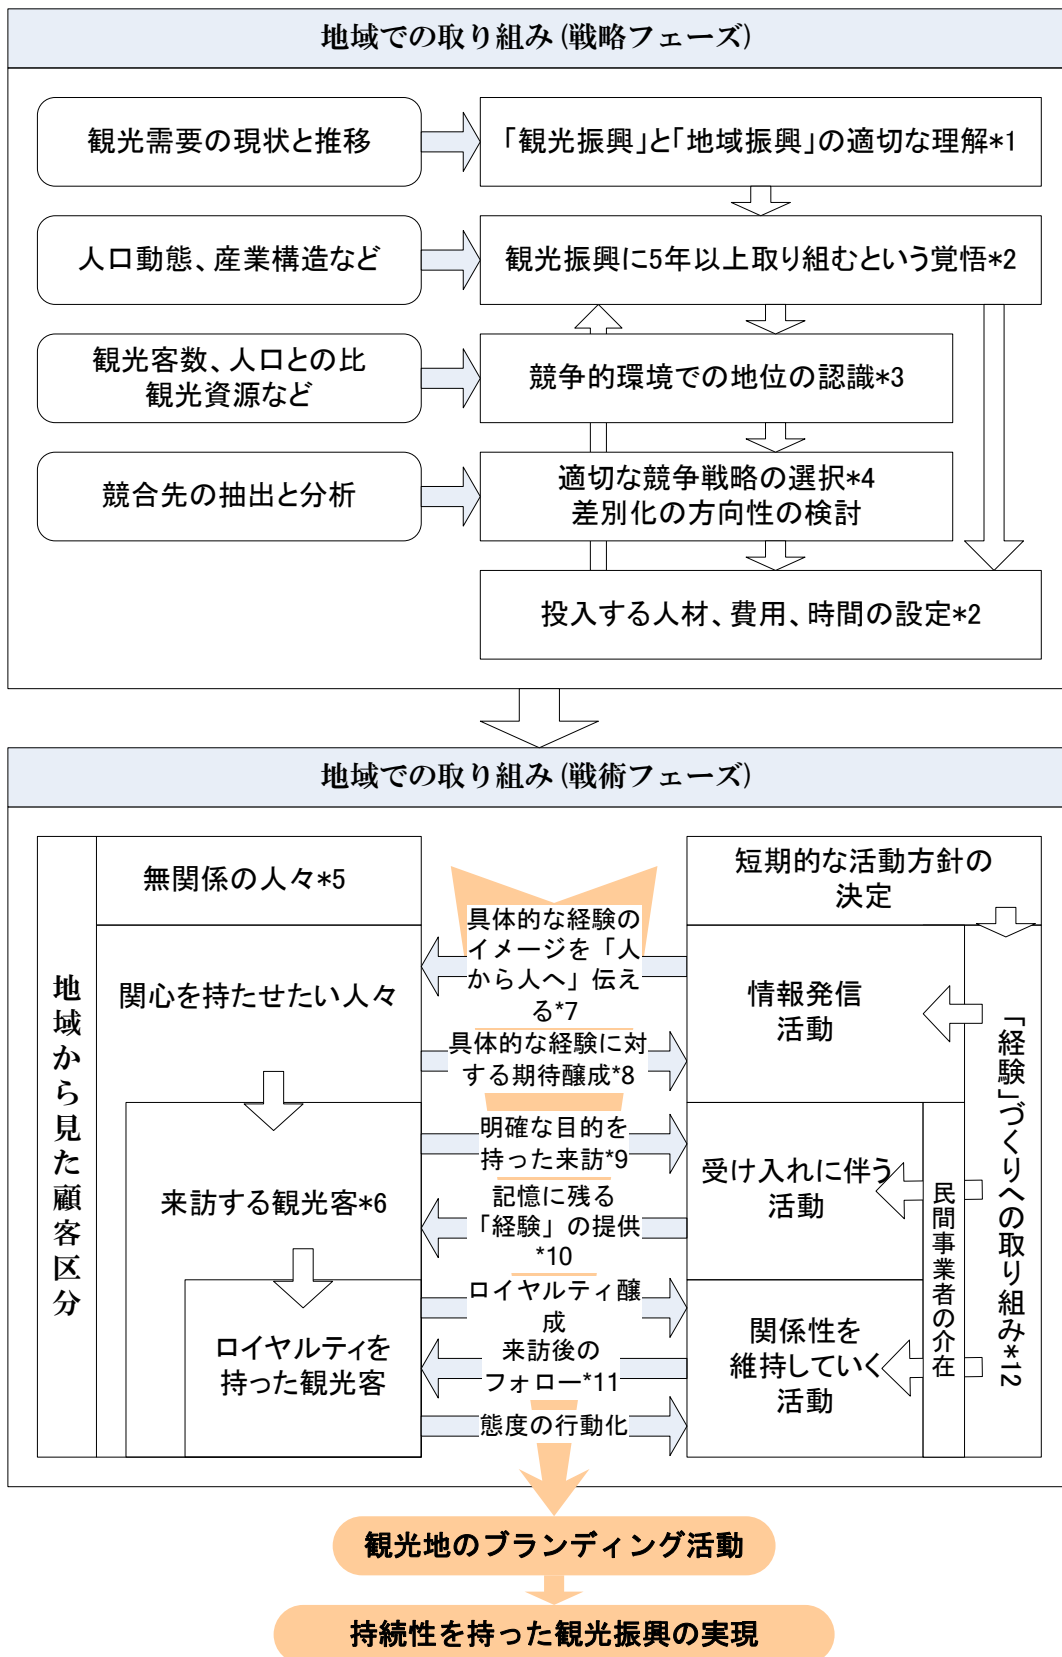 地域での取り組み(戦略フェーズ)
観光需要の現状と推移
「観光振興」と「地域振興」の適切な理解*1
人口動態、産業構造など
観光振興に5年以上取り組むという覚悟*2
観光客数、人口との比
観光資源など
競争的環境での地位の認識*3
競合先の抽出と分析
適切な競争戦略の選択*4
差別化の方向性の検討
投入する人材、費用、時間の設定*2
地域での取り組み(戦術フェーズ)
地域から見た顧客区分
無関係の人々*5
関心を持たせたい人々
来訪する観光客*6
ロイヤルティを
持った観光客
具体的な経験の
イメージを「人
から人へ」伝え
る*7
具体的な経験に対
する期待醸成*8
明確な目的を
持った来訪*9
記憶に残る
「経験」の提供
*10
ロイヤルティ醸
成
来訪後の
フォロー*11
態度の行動化
短期的な活動方針の
決定
情報発信
活動
受け入れに伴う
活動
関係性を
維持していく
活動
民間事業者の介在
「経験」づくりへの取り組み*12
観光地のブランディング活動
持続性を持った観光振興の実現